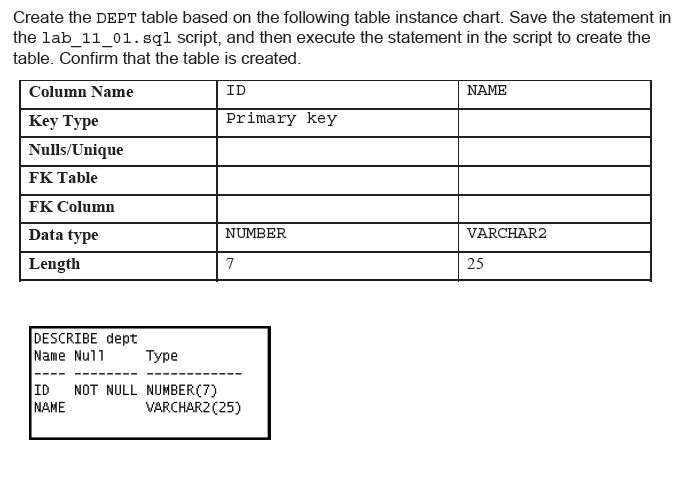 Create the DEPT table based on the following table instance chart. Save the statement in
the lab_11_01.sql script, and then execute the statement in the script to create the
table. Confirm that the table is created.
Column Name ID NAME
Key Type Primary key
Nulls/Unique
FK Table
FK Column
Data type NUMBER VARCHAR2
Length 7 25
DESCRIBE dept
Name Null Type
---- -------- ------------
ID NOT NULL NUMBER(7)
NAME VARCHAR2(25)